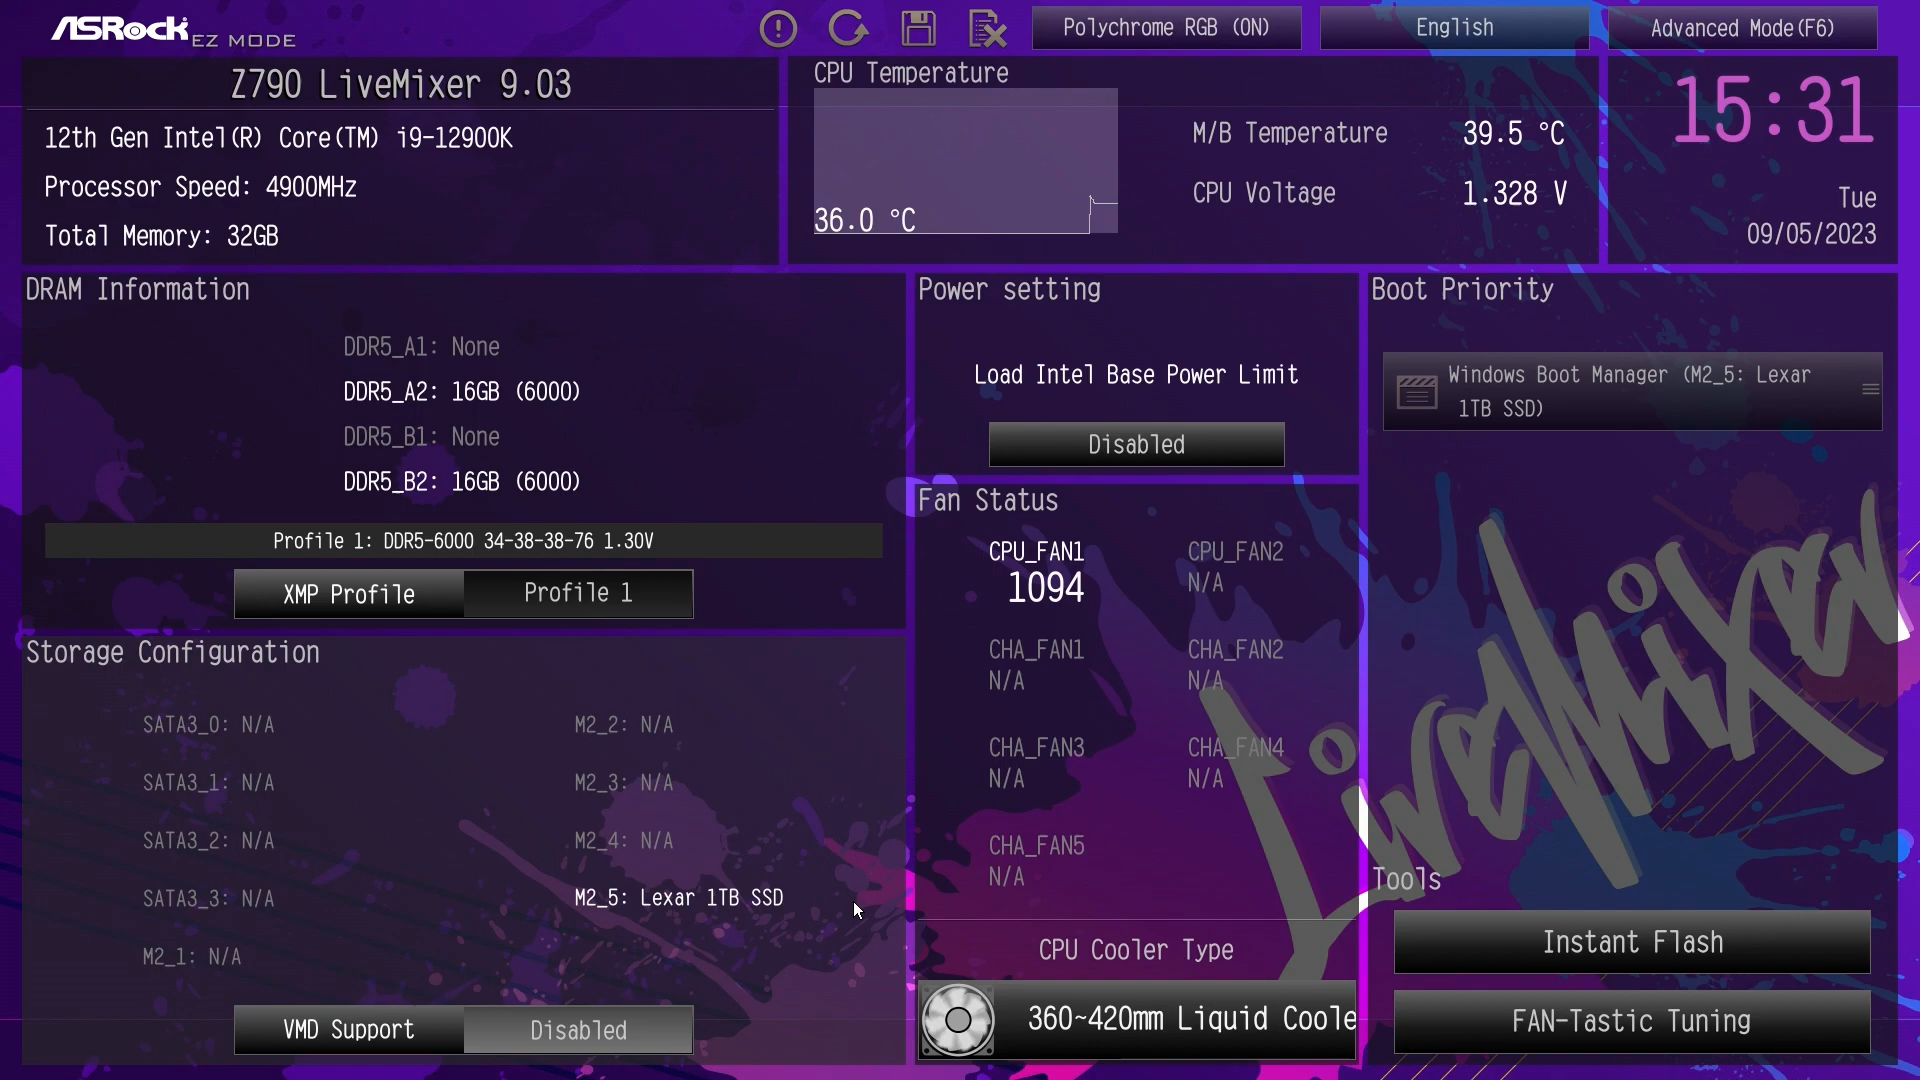 ASRock EZ MODE
Polychrome RGB (ON)
English
Advanced Mode(F6)
Z790 LiveMixer 9.03
12th Gen Intel(R) Core(TM) i9-12900K
Processor Speed: 4900MHz
Total Memory: 32GB
CPU Temperature
36.0 °C
M/B Temperature 39.5 °C
CPU Voltage 1.328 V
15:31
Tue
09/05/2023
DRAM Information
DDR5_A1: None
DDR5_A2: 16GB (6000)
DDR5_B1: None
DDR5_B2: 16GB (6000)
Profile 1: DDR5-6000 34-38-38-76 1.30V
XMP Profile Profile 1
Storage Configuration
SATA3_0: N/A
SATA3_1: N/A
SATA3_2: N/A
SATA3_3: N/A
M2_1: N/A
M2_2: N/A
M2_3: N/A
M2_4: N/A
M2_5: Lexar 1TB SSD
VMD Support Disabled
Power setting
Load Intel Base Power Limit
Disabled
Fan Status
CPU_FAN1 CPU_FAN2
1094 N/A
CHA_FAN1 CHA_FAN2
N/A N/A
CHA_FAN3 CHA_FAN4
N/A N/A
CHA_FAN5
N/A
CPU Cooler Type
360~420mm Liquid Coole
Boot Priority
Windows Boot Manager (M2_5: Lexar
1TB SSD)
LiveMixer
Tools
Instant Flash
FAN-Tastic Tuning